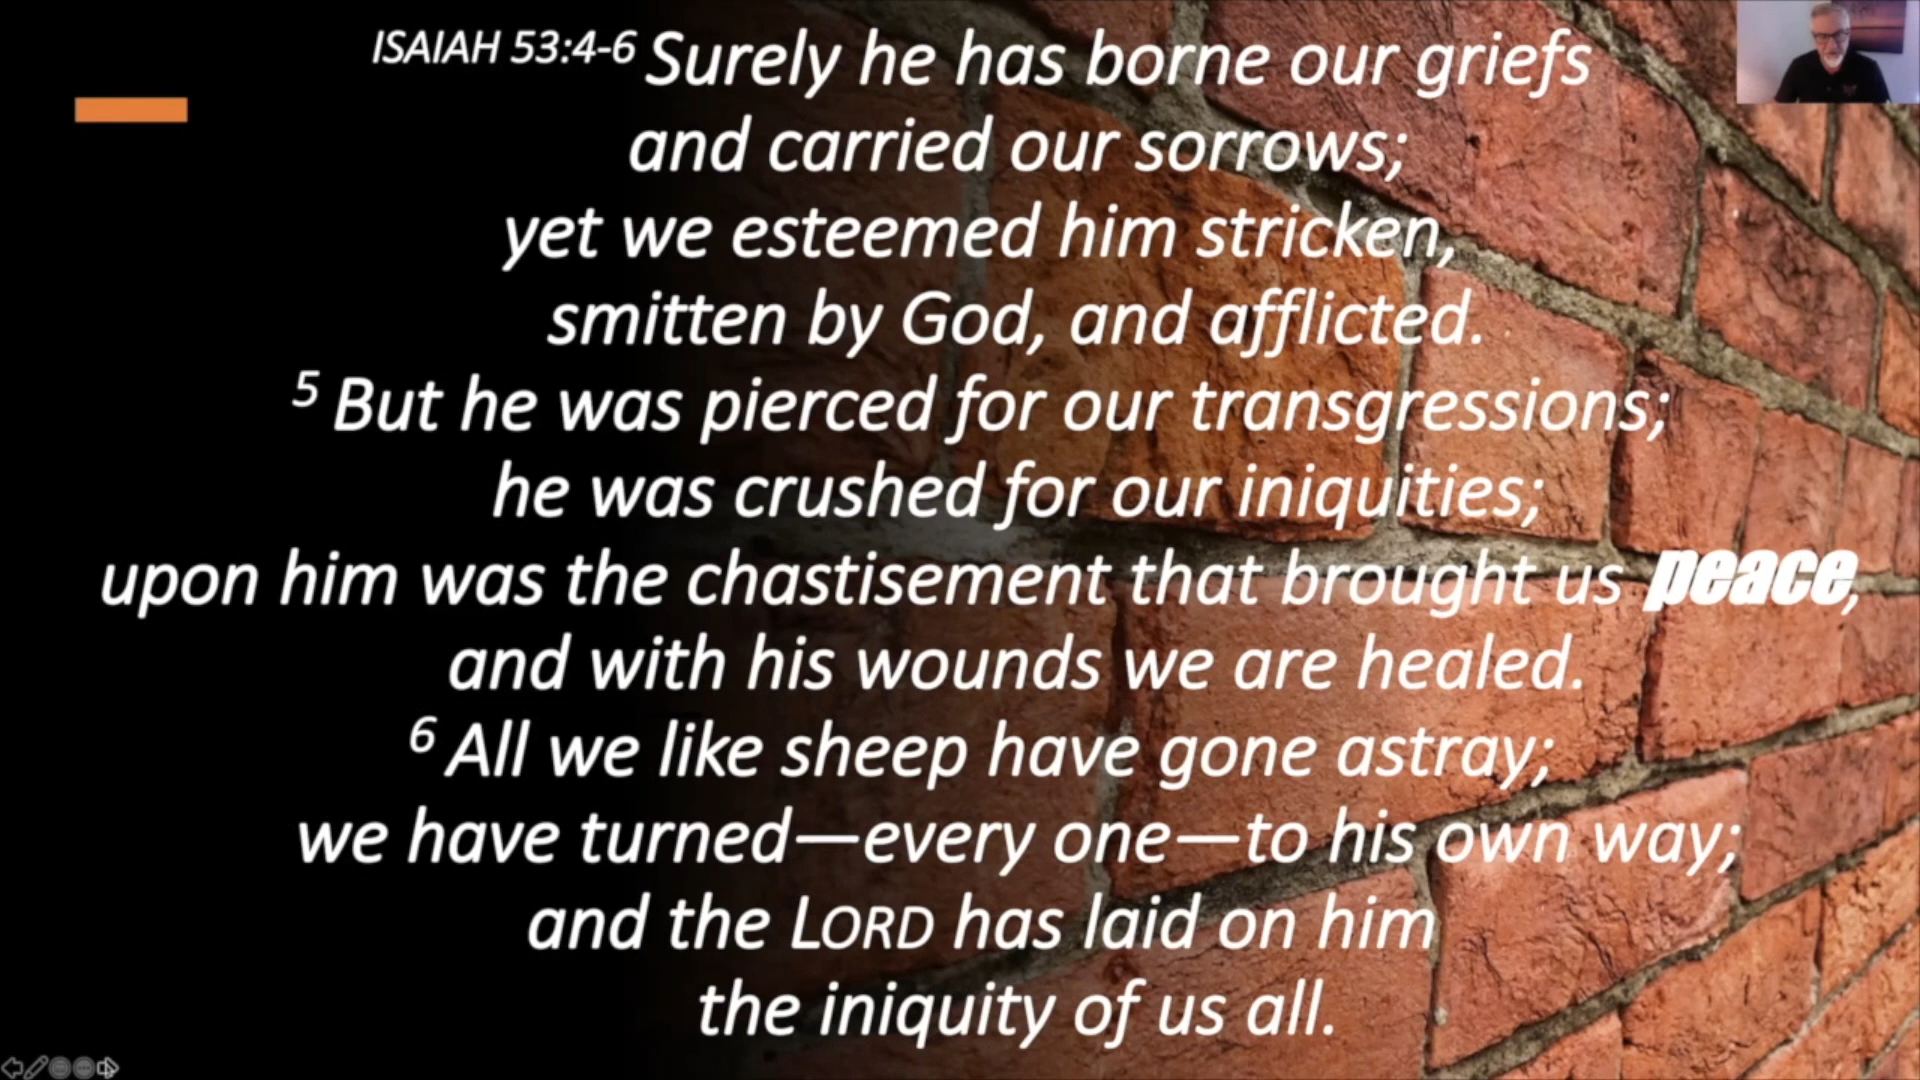 ISAIAH 53:4-6 Surely he has borne our griefs
and carried our sorrows;
yet we esteemed him stricken,
smitten by God, and afflicted.
5 But he was pierced for our transgressions;
he was crushed for our iniquities;
upon him was the chastisement that brought us peace,
and with his wounds we are healed.
6 All we like sheep have gone astray;
we have turned—every one—to his own way;
and the LORD has laid on him
the iniquity of us all.